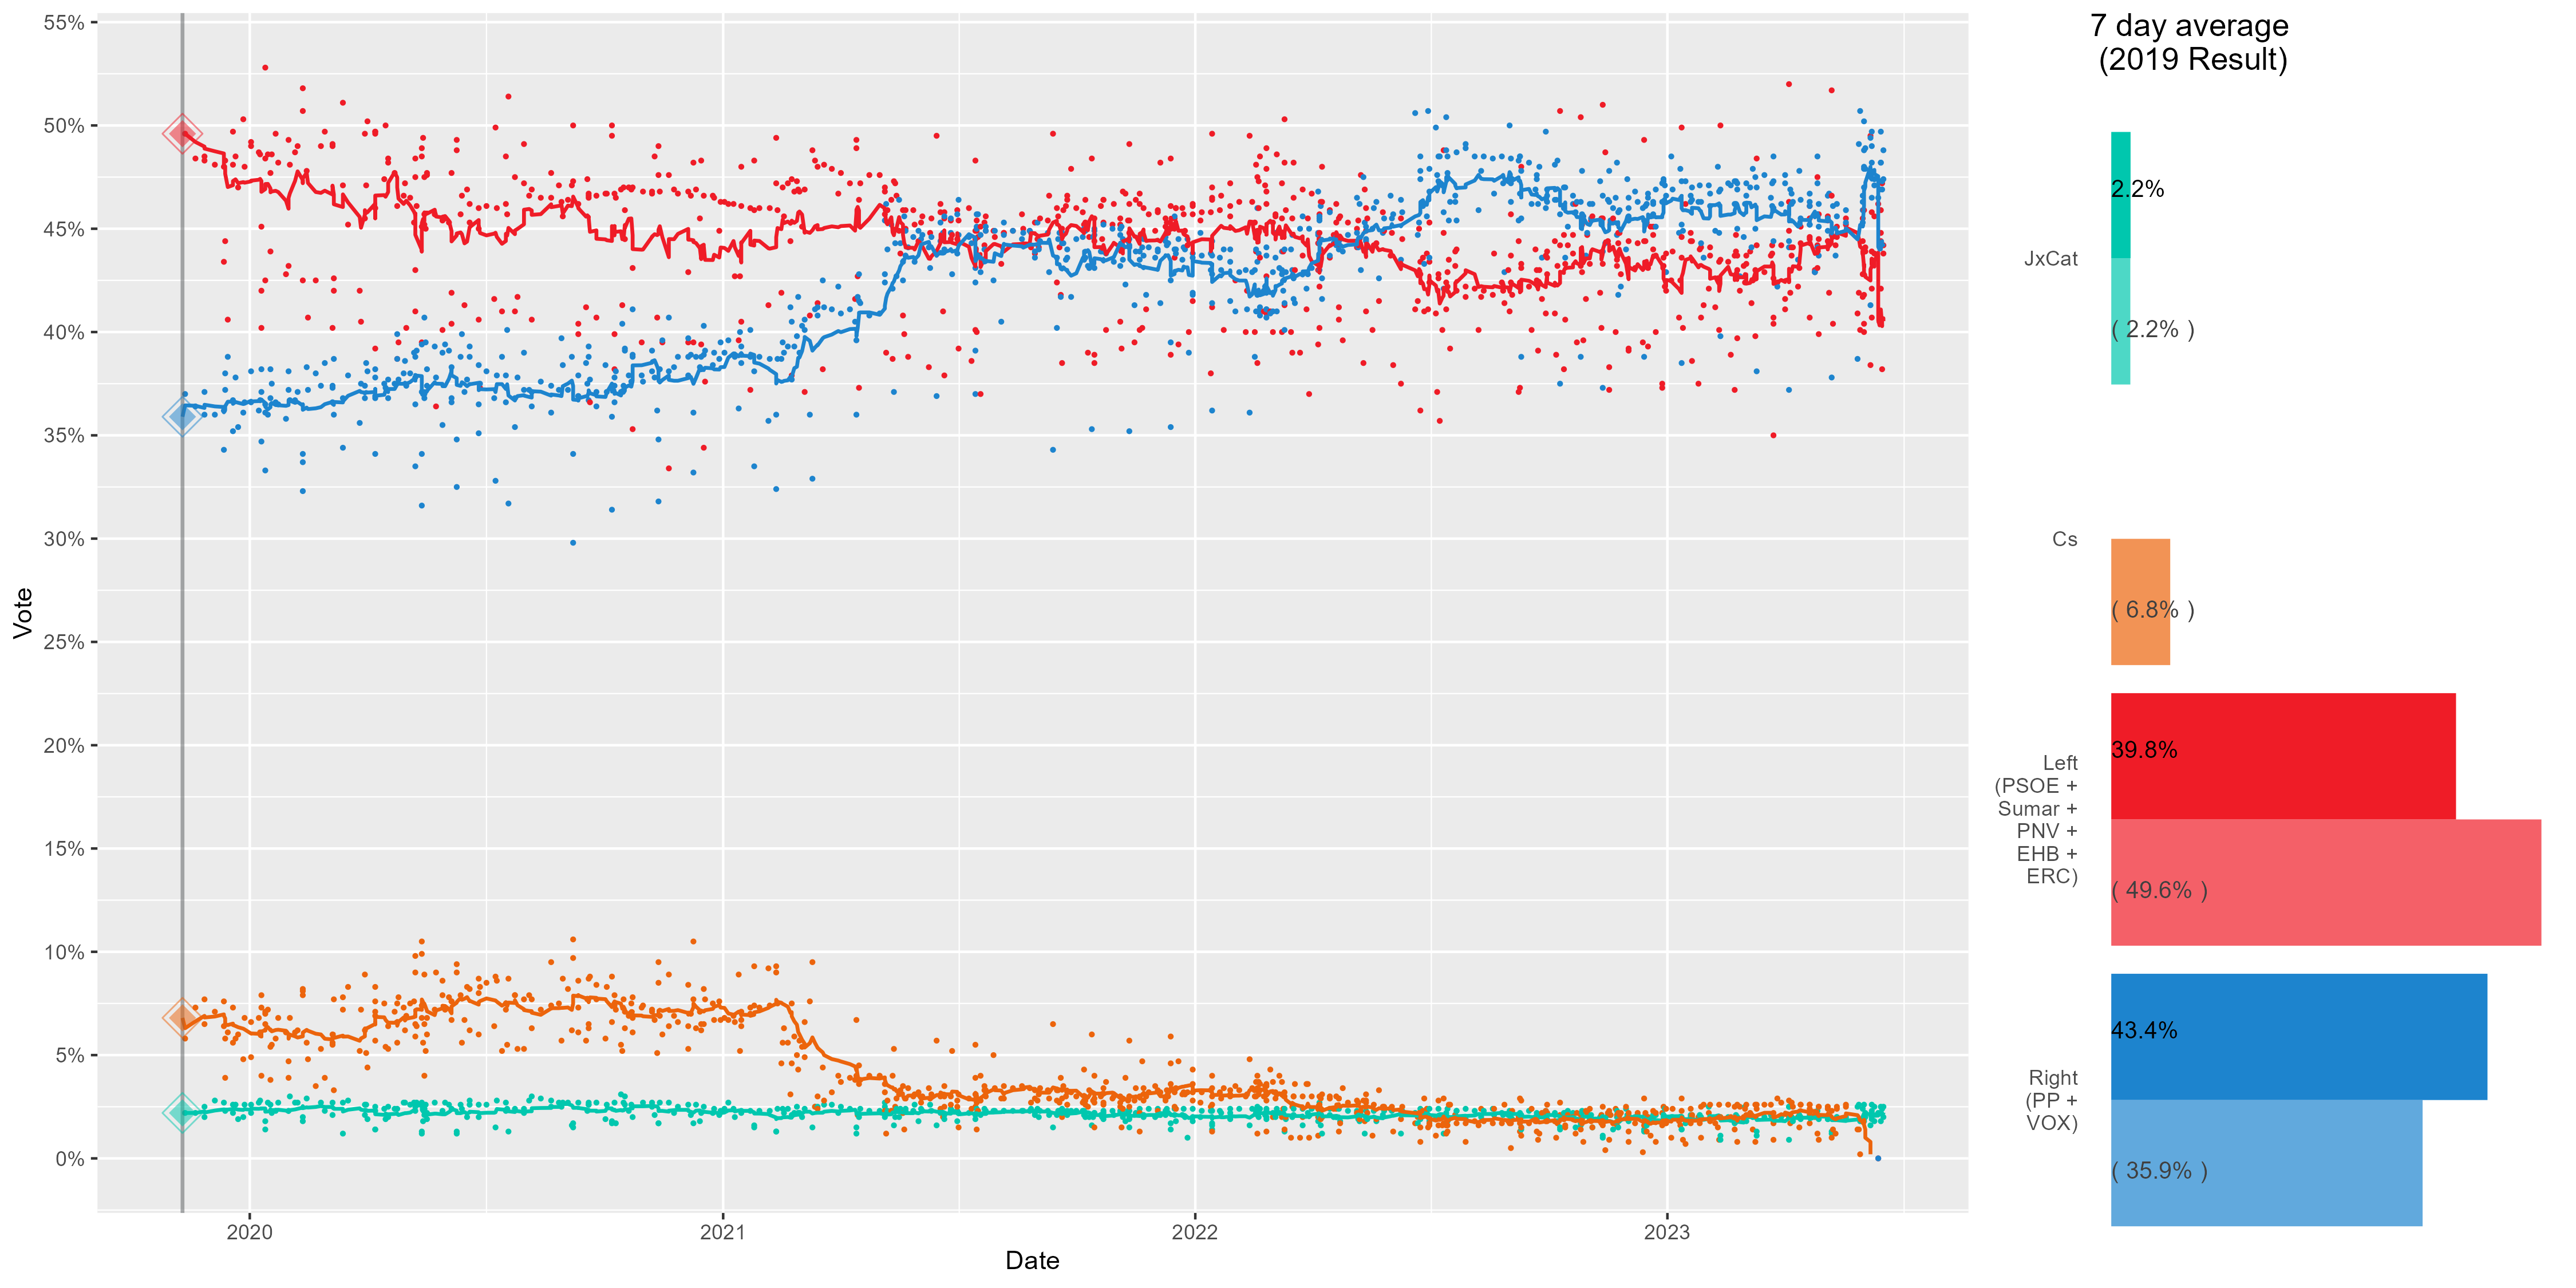 55%
50%
45%
40%
35%
30%
25%
20%
15%
10%
5%
0%
Vote
2020
2021
2022
2023
Date
7 day average
(2019 Result)
JxCat
2.2%
( 2.2% )
Cs
( 6.8% )
Left
(PSOE +
Sumar +
PNV +
EHB +
ERC)
39.8%
( 49.6% )
Right
(PP +
VOX)
43.4%
( 35.9% )